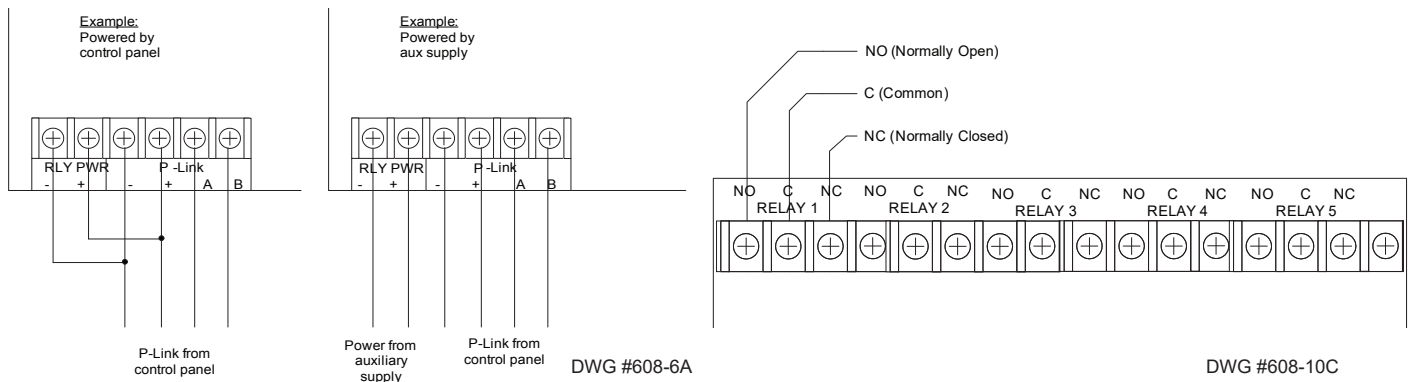 Example:
Powered by
control panel
RLY PWR
P -Link
- + - + A B
P-Link from
control panel
Example:
Powered by
aux supply
RLY PWR
P -Link
- + - + A B
Power from
auxiliary
supply
P-Link from
control panel
DWG #608-6A
NO (Normally Open)
C (Common)
NC (Normally Closed)
NO C NC NO C NC NO C NC NO C NC NO C NC
RELAY 1 RELAY 2 RELAY 3 RELAY 4 RELAY 5
DWG #608-10C